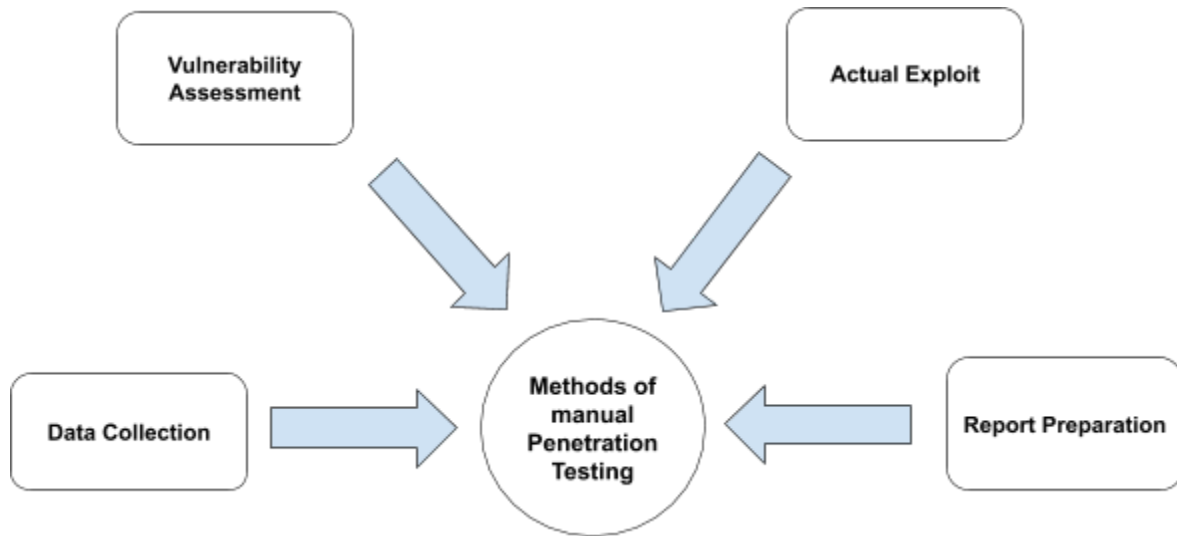 Vulnerability
Assessment
Actual Exploit
Data Collection
Methods of
manual
Penetration
Testing
Report Preparation